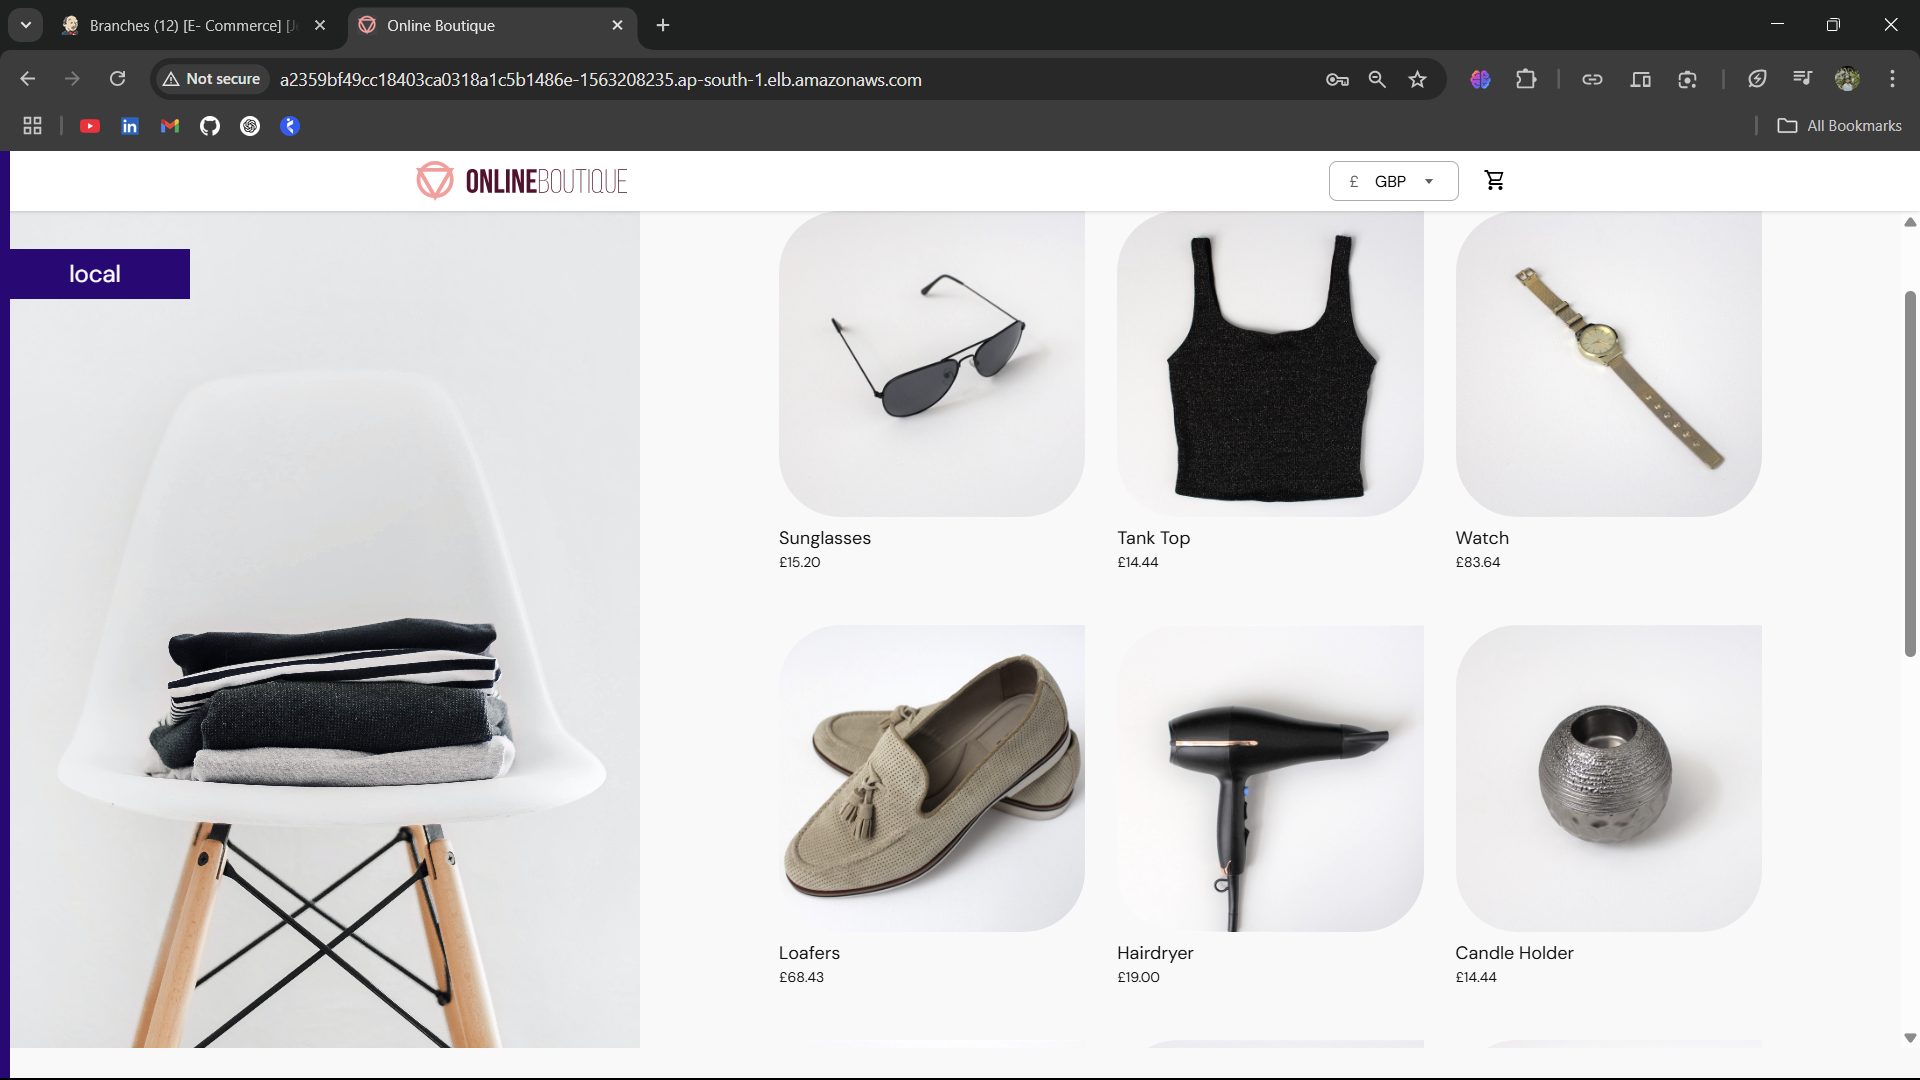 Branches (12) [E- Commerce] [J
Online Boutique
Not secure
a2359bf49cc18403ca0318a1c5b1486e-1563208235.ap-south-1.elb.amazonaws.com
All Bookmarks
ONLINEBOUTIQUE
£ GBP
local
Sunglasses
£15.20
Tank Top
£14.44
Watch
£83.64
Loafers
£68.43
Hairdryer
£19.00
Candle Holder
£14.44